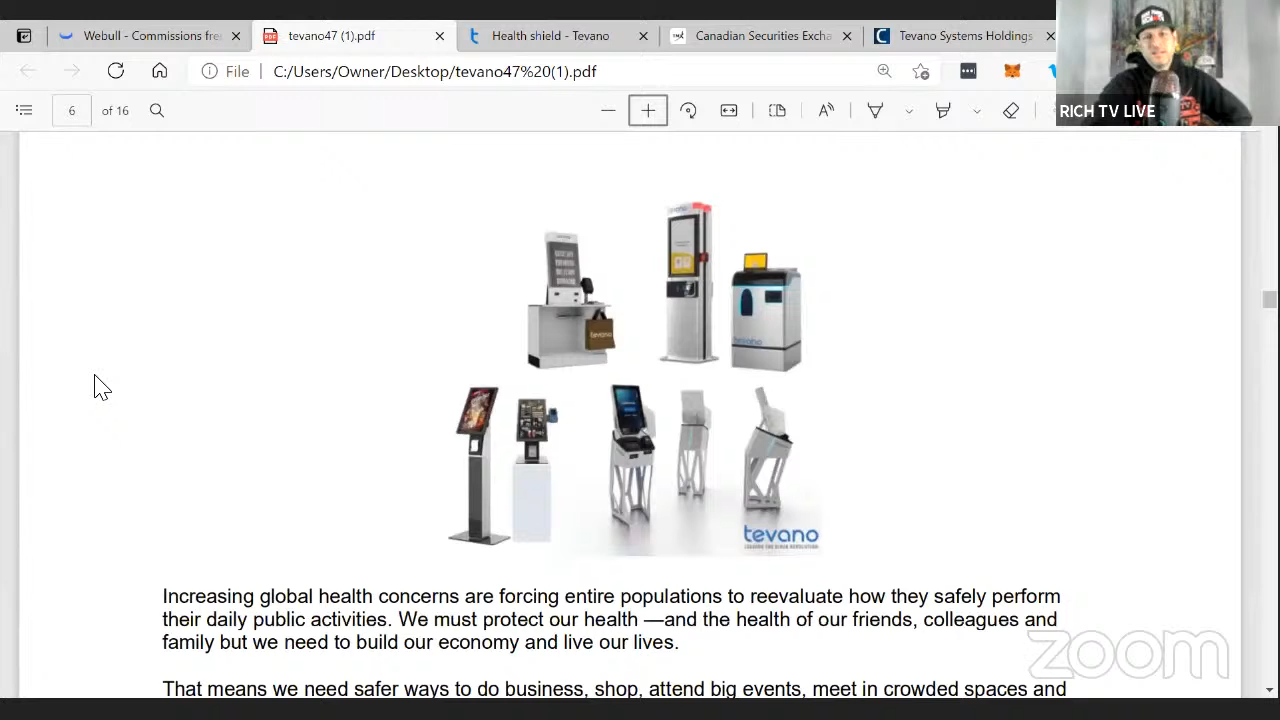 Webull - Commissions fre
tevano47 (1).pdf
Health shield - Tevano
Canadian Securities Excha
Tevano Systems Holdings
File
C:/Users/Owner/Desktop/tevano47%20(1).pdf
6
of 16
RICH TV LIVE
tevano
tevano
tevano
tevano
Increasing global health concerns are forcing entire populations to reevaluate how they safely perform
their daily public activities. We must protect our health —and the health of our friends, colleagues and
family but we need to build our economy and live our lives.
That means we need safer ways to do business, shop, attend big events, meet in crowded spaces and
zoom